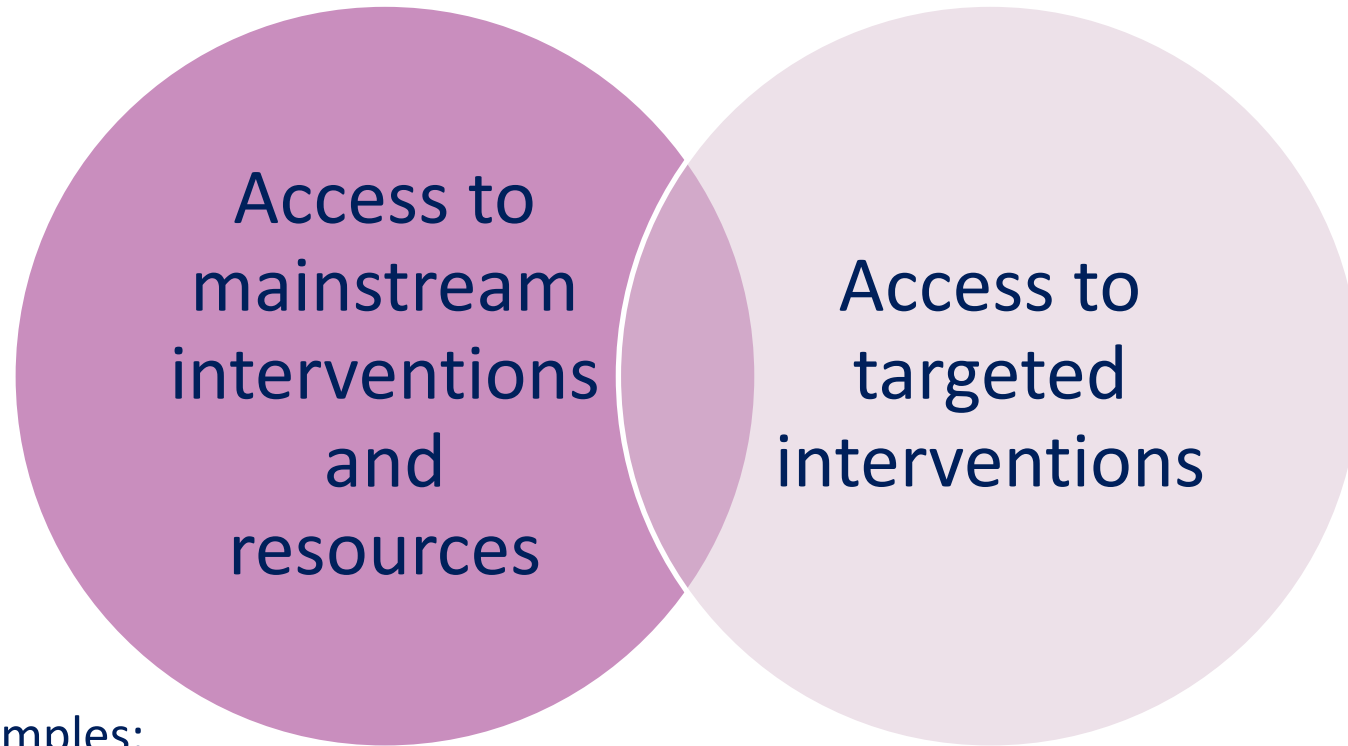 Access to
mainstream
interventions
and
resources
Access to
targeted
interventions
mples: